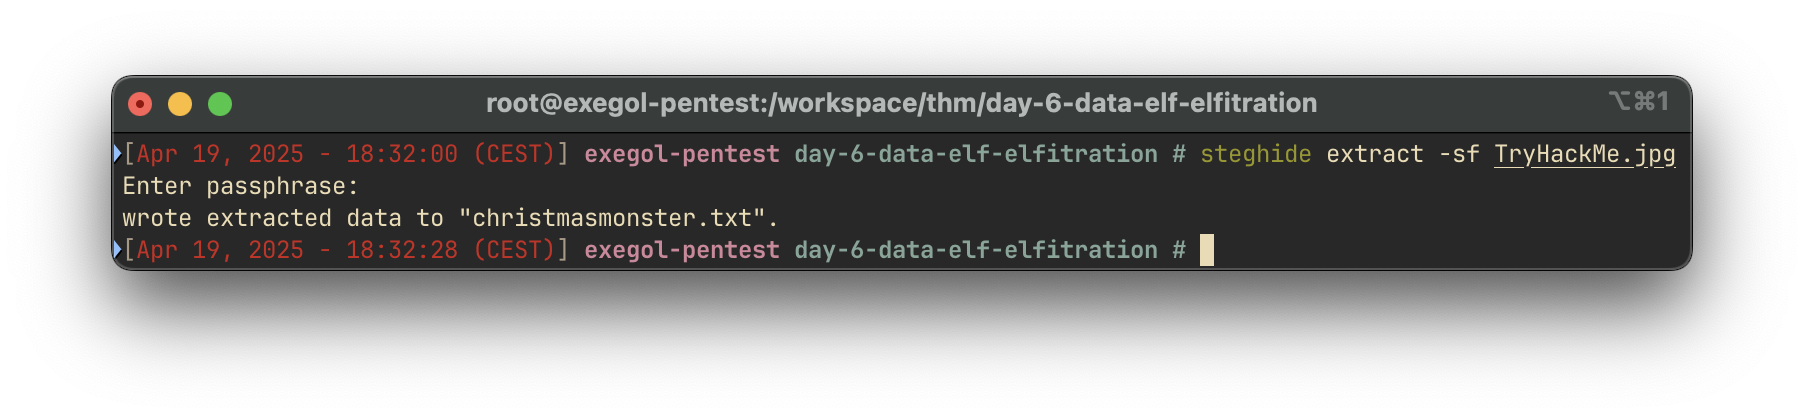 root@exegol-pentest:/workspace/thm/day-6-data-elf-elfitration
⌥⌘1
[Apr 19, 2025 - 18:32:00 (CEST)] exegol-pentest day-6-data-elf-elfitration # steghide extract -sf TryHackMe.jpg
Enter passphrase:
wrote extracted data to "christmasmonster.txt".
[Apr 19, 2025 - 18:32:28 (CEST)] exegol-pentest day-6-data-elf-elfitration #